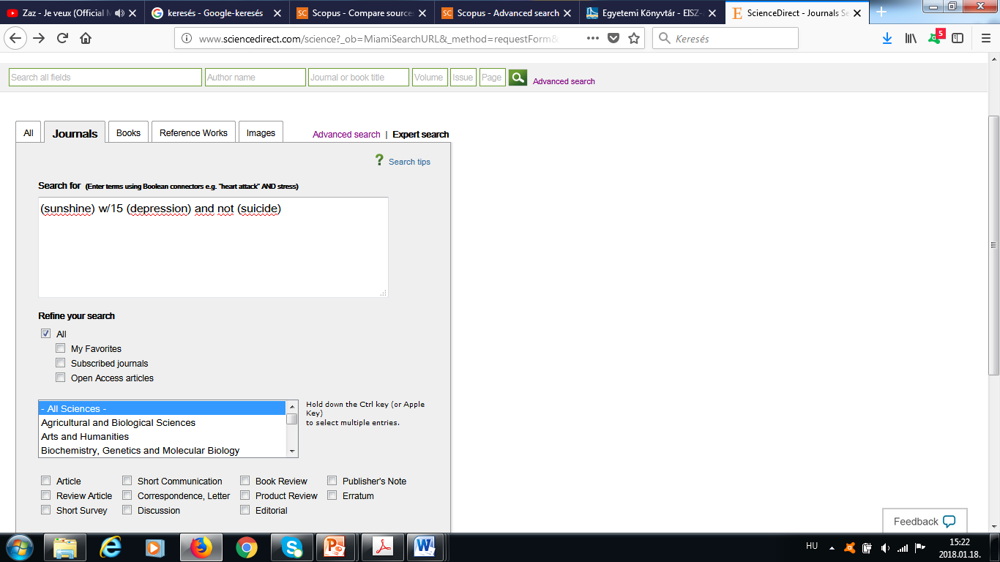 Zaz - Je veux (Official M
keresés - Google-keresés
SC Scopus - Compare source
SC Scopus - Advanced search
Egyetemi Könyvtár - EISZ-
ScienceDirect - Journals Se
www.sciencedirect.com/science?_ob=MiamiSearchURL&_method=requestForm&
Keresés
5
Search all fields Author name Journal or book title Volume Issue Page Advanced search
All Journals Books Reference Works Images Advanced search | Expert search
? Search tips
Search for (Enter terms using Boolean connectors e.g. "heart attack" AND stress)
(sunshine) w/15 (depression) and not (suicide)
Refine your search
All
My Favorites
Subscribed journals
Open Access articles
- All Sciences -
Agricultural and Biological Sciences
Arts and Humanities
Biochemistry, Genetics and Molecular Biology
Hold down the Ctrl key (or Apple
Key)
to select multiple entries.
Article Short Communication Book Review Publisher's Note
Review Article Correspondence, Letter Product Review Erratum
Short Survey Discussion Editorial
Feedback
HU
15:22
2018.01.18.